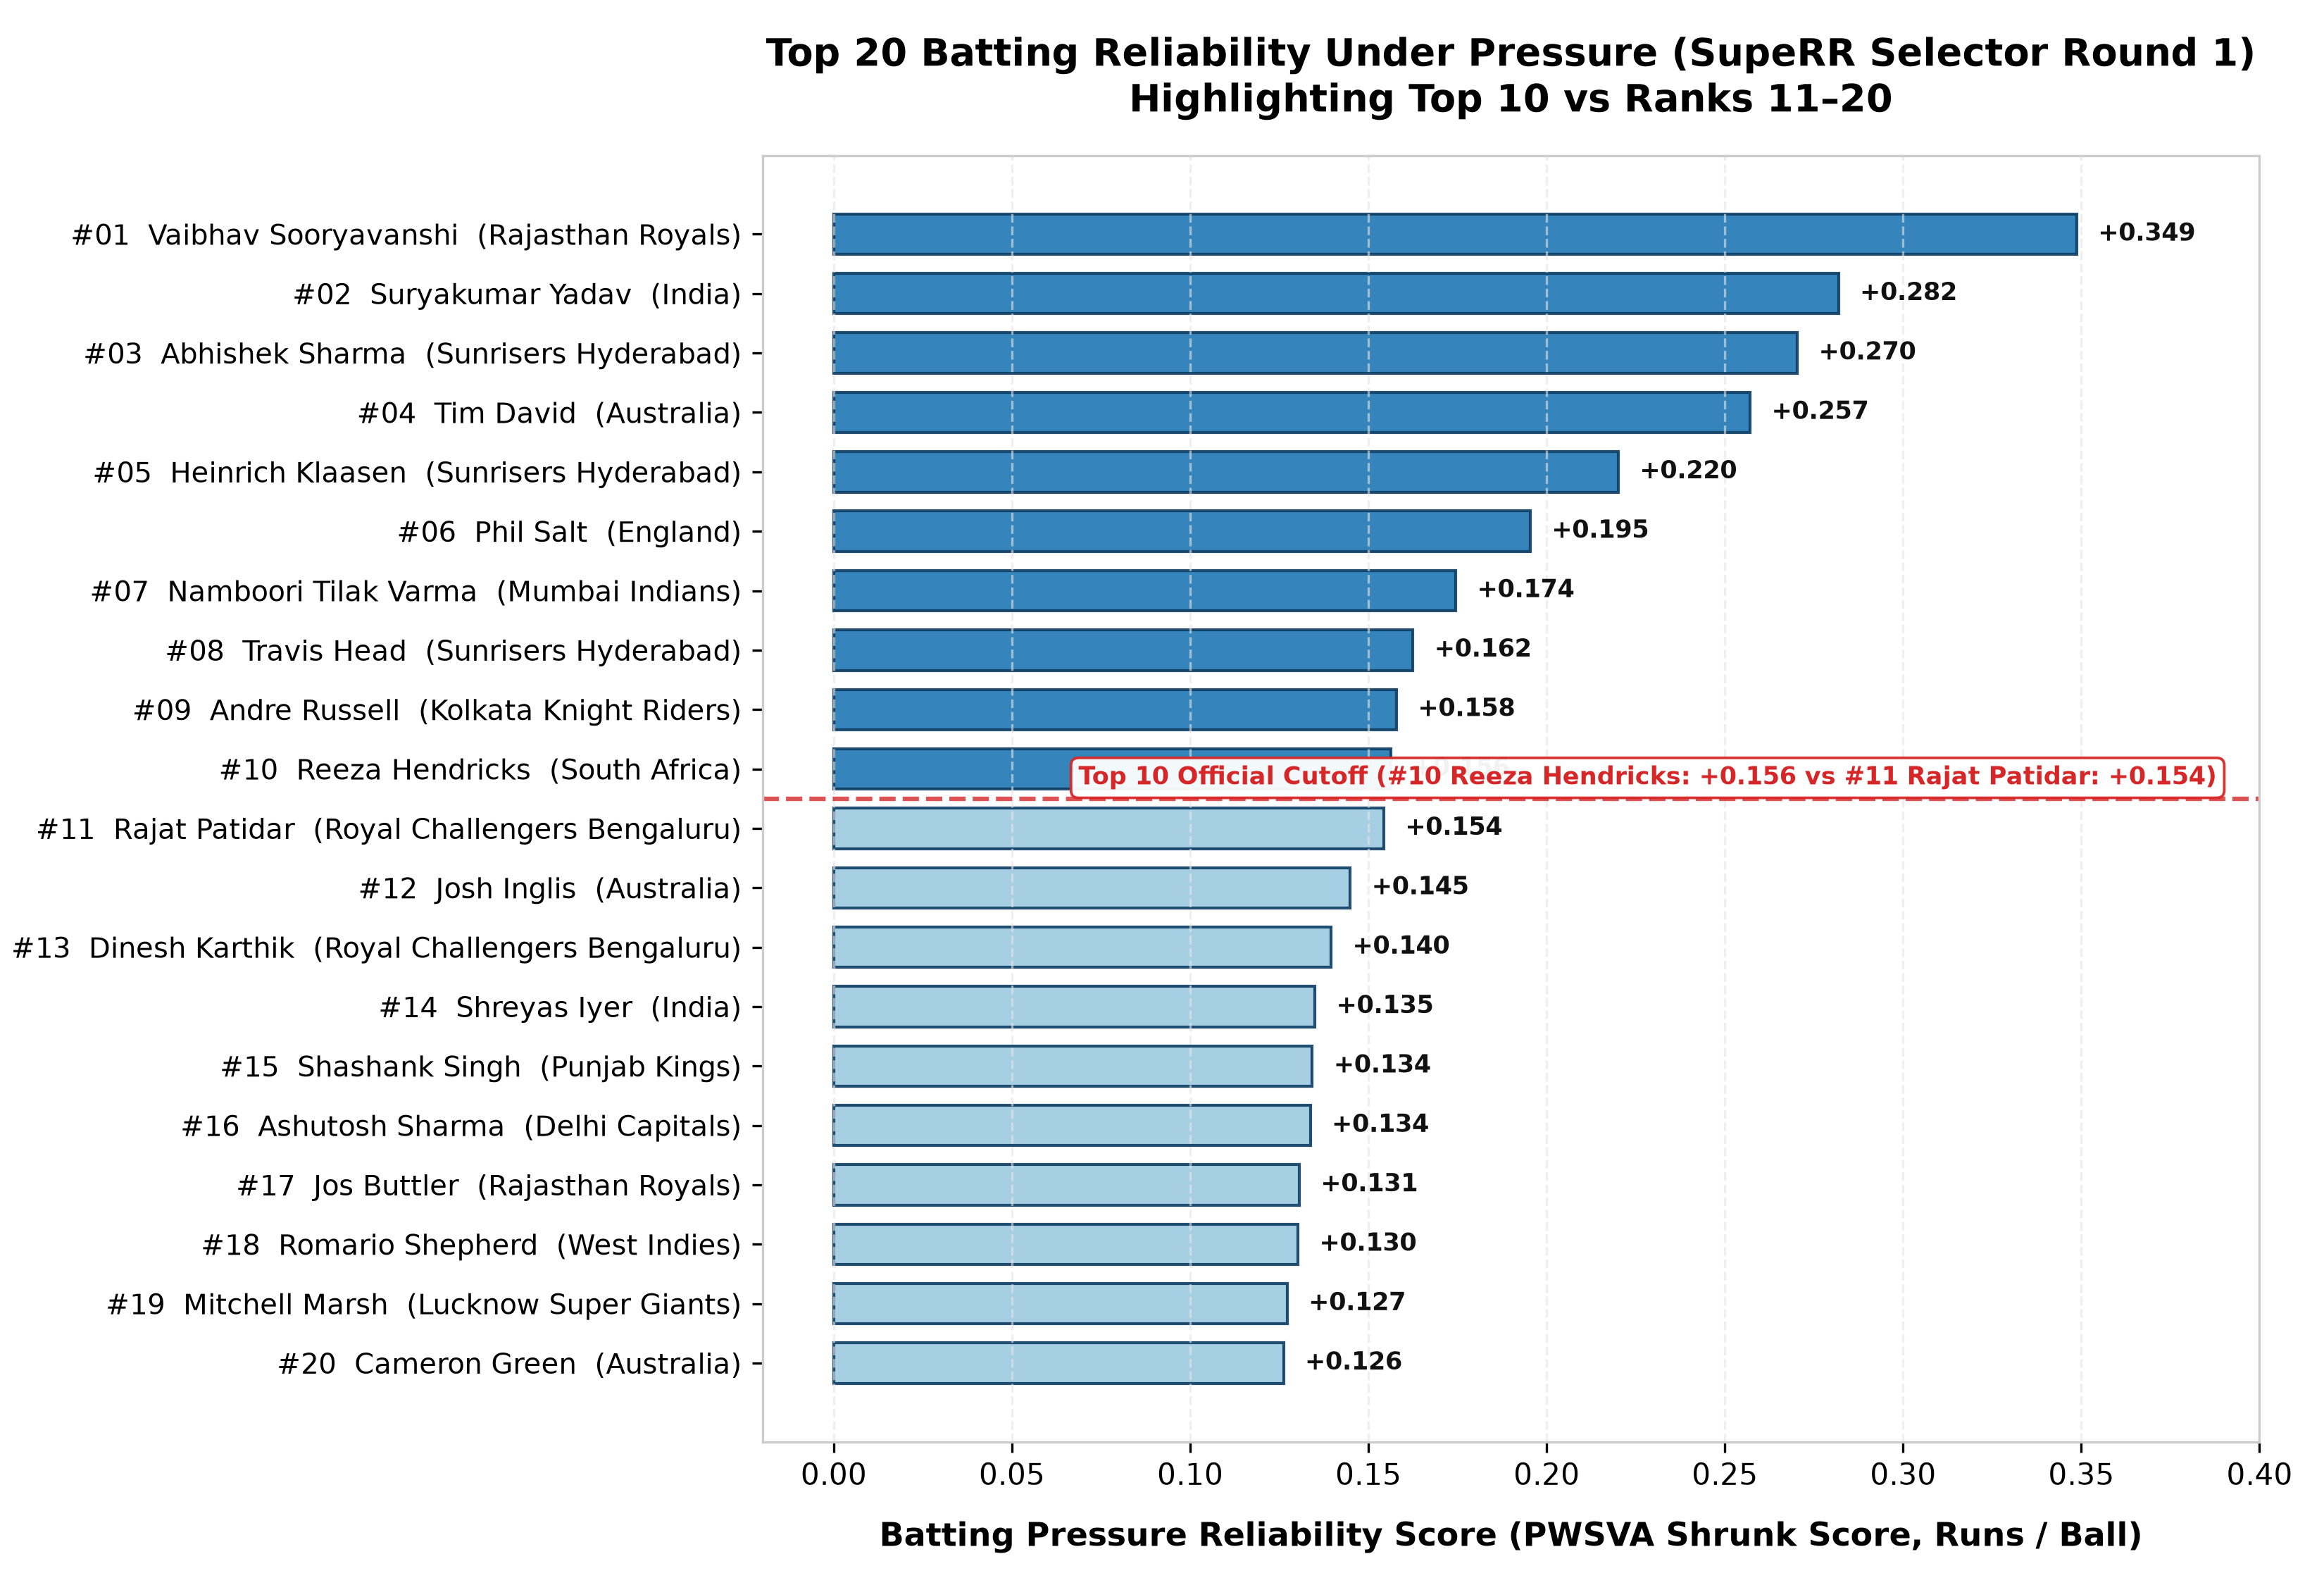 Top 20 Batting Reliability Under Pressure (SupeRR Selector Round 1)
Highlighting Top 10 vs Ranks 11–20
#01 Vaibhav Sooryavanshi (Rajasthan Royals) +0.349
#02 Suryakumar Yadav (India) +0.282
#03 Abhishek Sharma (Sunrisers Hyderabad) +0.270
#04 Tim David (Australia) +0.257
#05 Heinrich Klaasen (Sunrisers Hyderabad) +0.220
#06 Phil Salt (England) +0.195
#07 Namboori Tilak Varma (Mumbai Indians) +0.174
#08 Travis Head (Sunrisers Hyderabad) +0.162
#09 Andre Russell (Kolkata Knight Riders) +0.158
#10 Reeza Hendricks (South Africa)
Top 10 Official Cutoff (#10 Reeza Hendricks: +0.156 vs #11 Rajat Patidar: +0.154)
#11 Rajat Patidar (Royal Challengers Bengaluru) +0.154
#12 Josh Inglis (Australia) +0.145
#13 Dinesh Karthik (Royal Challengers Bengaluru) +0.140
#14 Shreyas Iyer (India) +0.135
#15 Shashank Singh (Punjab Kings) +0.134
#16 Ashutosh Sharma (Delhi Capitals) +0.134
#17 Jos Buttler (Rajasthan Royals) +0.131
#18 Romario Shepherd (West Indies) +0.130
#19 Mitchell Marsh (Lucknow Super Giants) +0.127
#20 Cameron Green (Australia) +0.126
0.00 0.05 0.10 0.15 0.20 0.25 0.30 0.35 0.40
Batting Pressure Reliability Score (PWSVA Shrunk Score, Runs / Ball)